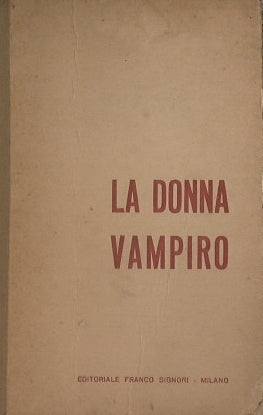 LA DONNA
VAMPIRO
EDITORIALE FRANCO SIGNORI - MILANO